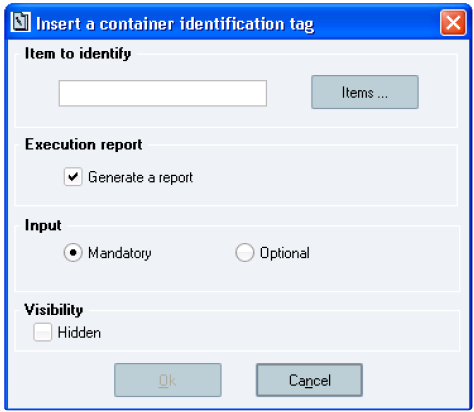 Insert a container identification tag
Item to identify
Items ...
Execution report
Generate a report
Input
Mandatory Optional
Visibility
Hidden
Ok Cancel